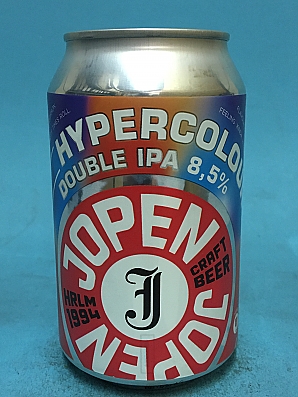 HYPERCOLOU
DOUBLE IPA 8,5%
JOPEN
CRAFT
BEER
HRLM
1994
J
JOPEN